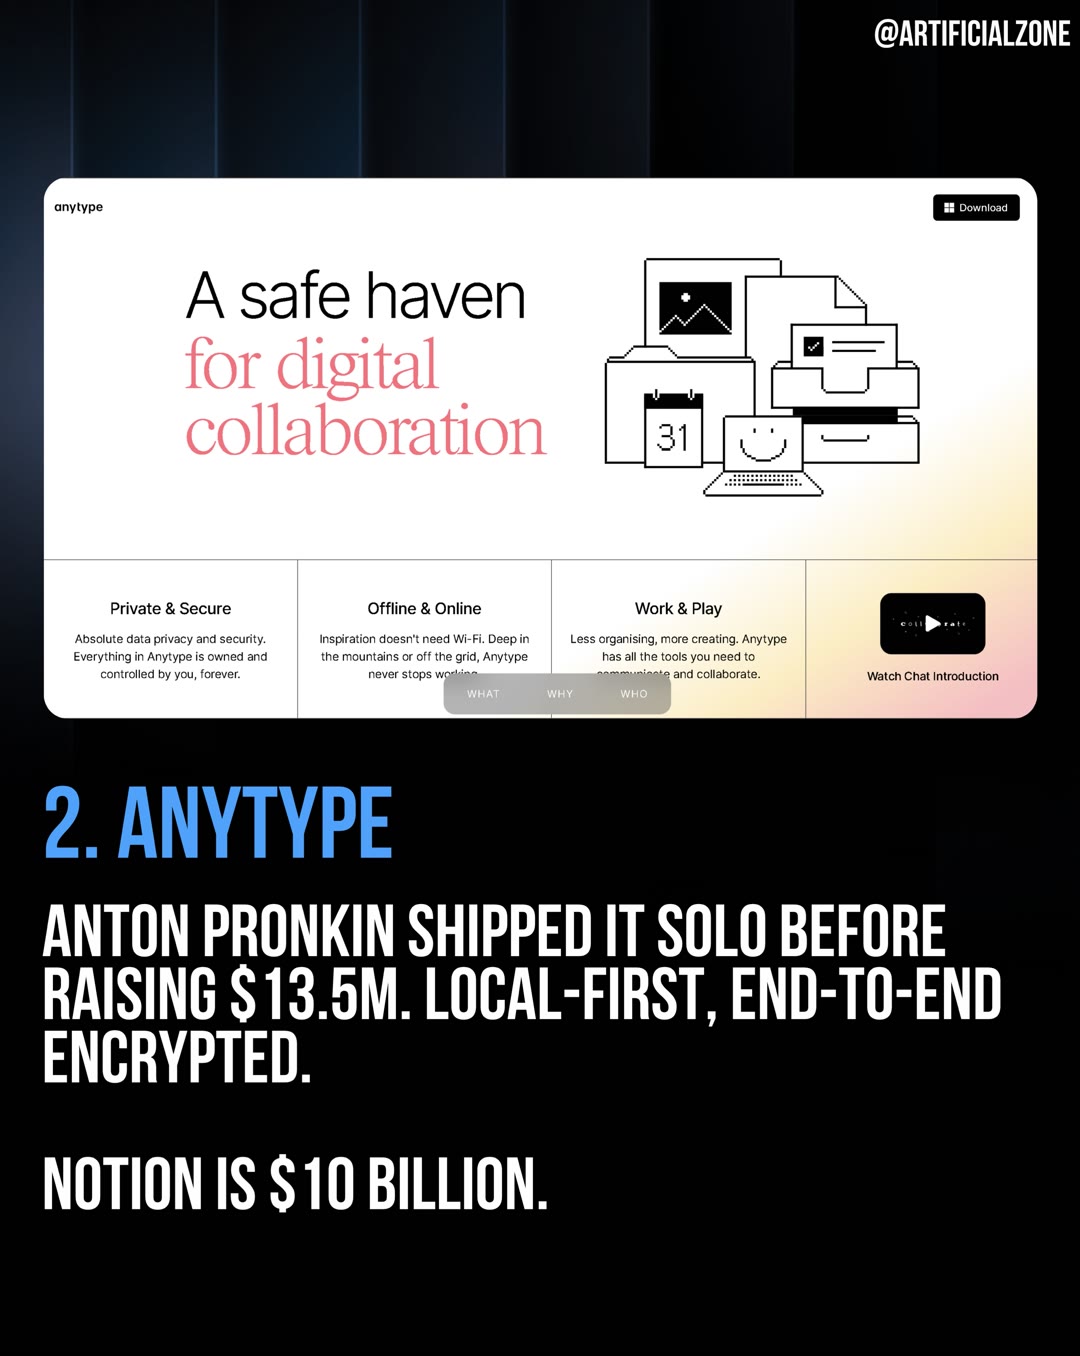 @ARTIFICIALZONE
anytype
Download
A safe haven
for digital
collaboration
31
Private & Secure
Absolute data privacy and security.
Everything in Anytype is owned and
controlled by you, forever.
Offline & Online
Inspiration doesn't need Wi-Fi. Deep in
the mountains or off the grid, Anytype
never stops working.
Work & Play
Less organising, more creating. Anytype
has all the tools you need to
communicate and collaborate.
Watch Chat Introduction
WHAT WHY WHO
2. ANYTYPE
ANTON PRONKIN SHIPPED IT SOLO BEFORE
RAISING $13.5M. LOCAL-FIRST, END-TO-END
ENCRYPTED.
NOTION IS $10 BILLION.